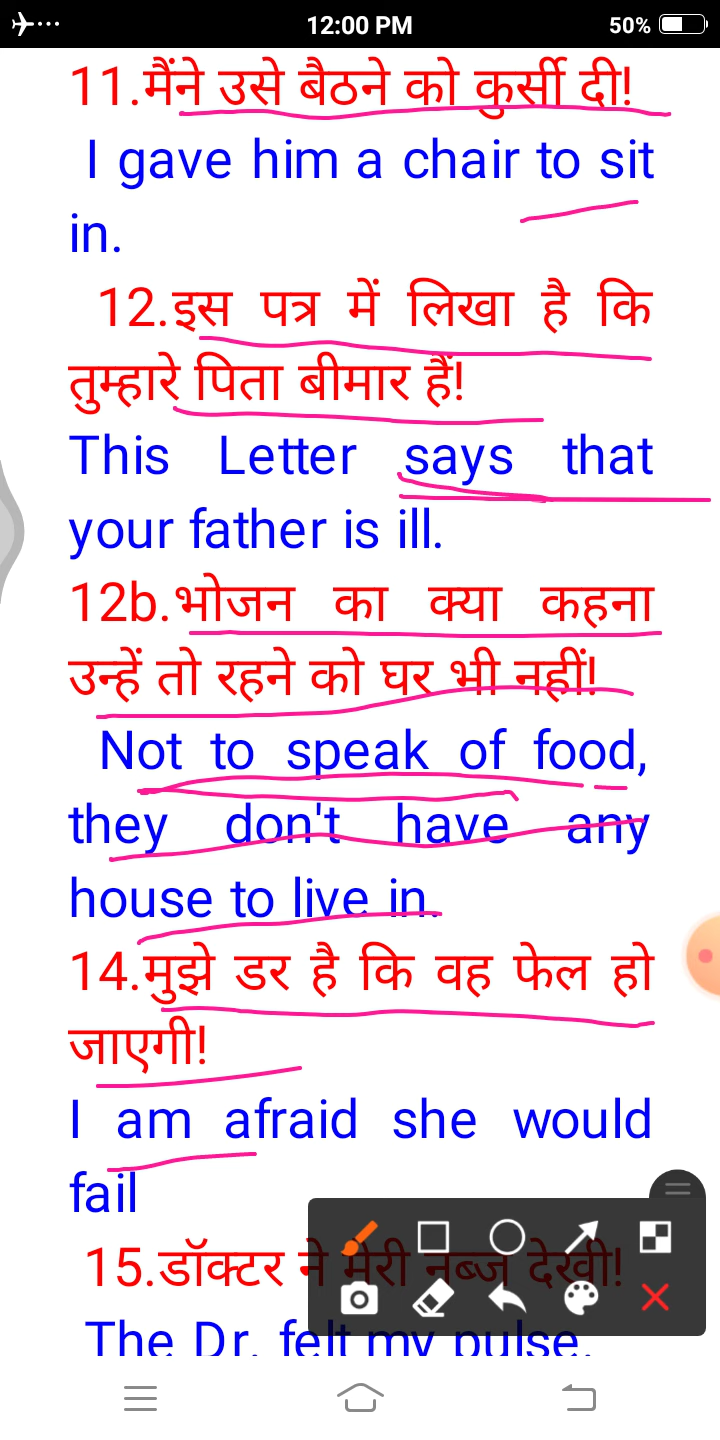 12:00 PM
50%
11.मैंने उसे बैठने को कुर्सी दी!
I gave him a chair to sit
in.
12.इस पत्र में लिखा है कि
तुम्हारे पिता बीमार हैं!
This Letter says that
your father is ill.
12b.भोजन का क्या कहना
उन्हें तो रहने को घर भी नहीं!
Not to speak of food,
they don't have any
house to live in.
14.मुझे डर है कि वह फेल हो
जाएगी!
I am afraid she would
fail
15.डॉक्टर ने मेरी नब्ज देखी!
The Dr. felt my pulse.